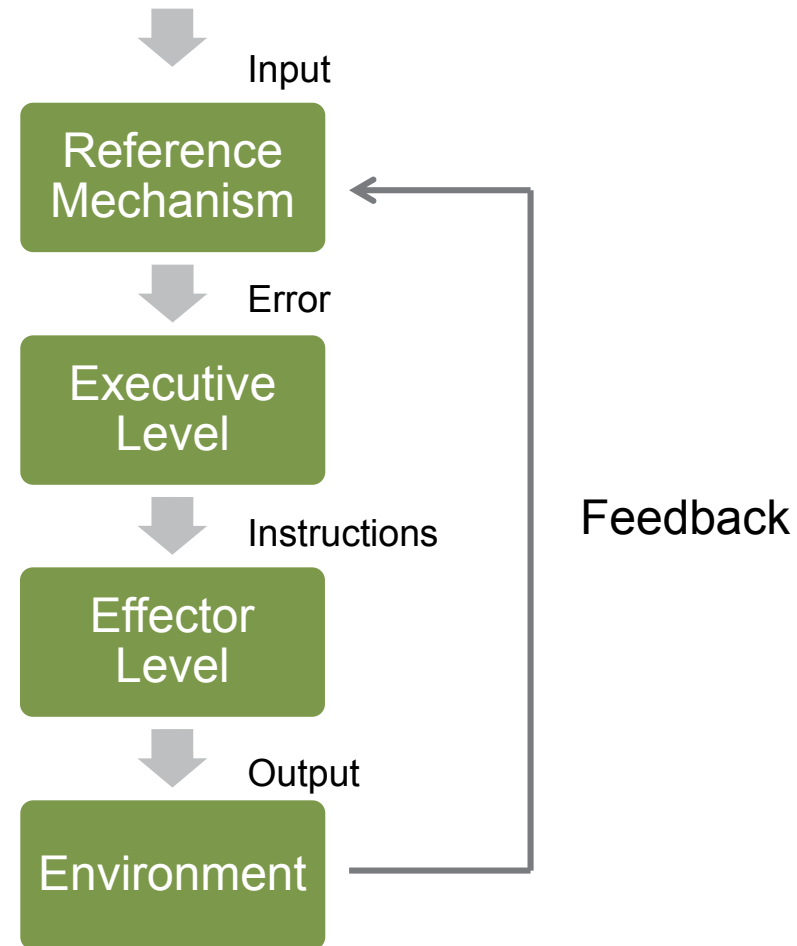 Input
Reference
Mechanism
Error
Executive
Level
Instructions
Feedback
Effector
Level
Output
Environment